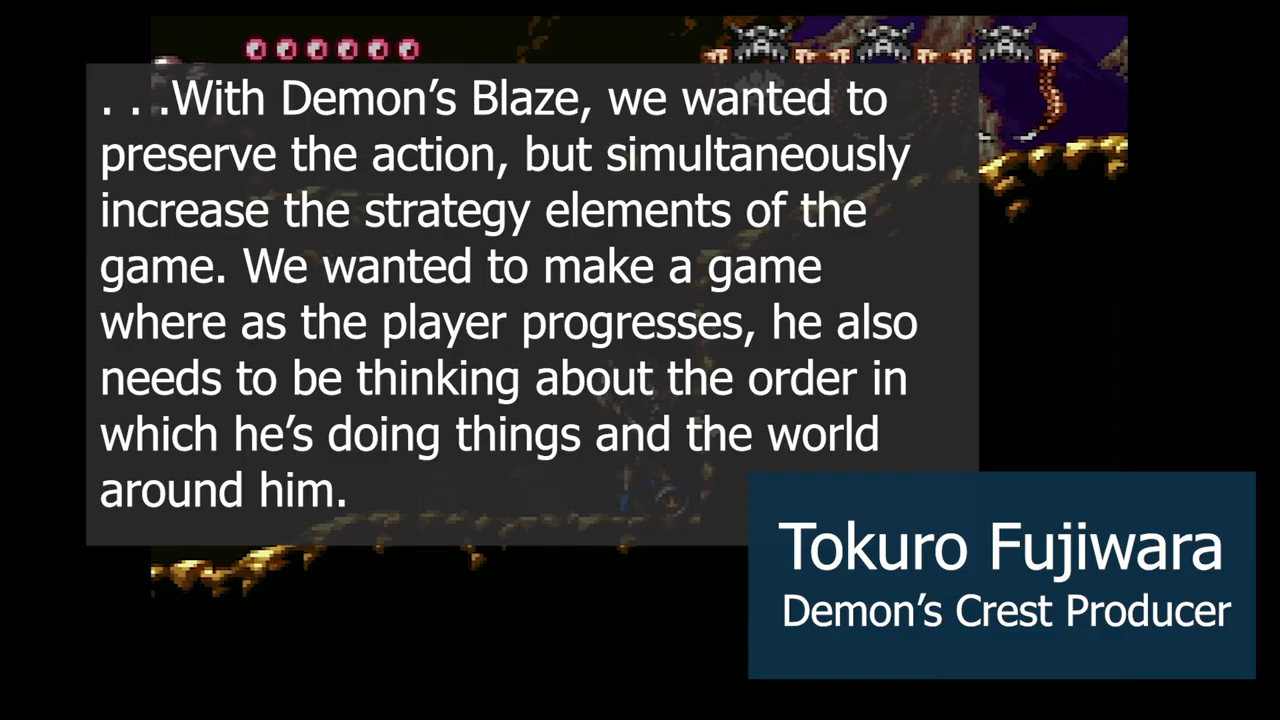 . . .With Demon’s Blaze, we wanted to
preserve the action, but simultaneously
increase the strategy elements of the
game. We wanted to make a game
where as the player progresses, he also
needs to be thinking about the order in
which he’s doing things and the world
around him.
Tokuro Fujiwara
Demon’s Crest Producer